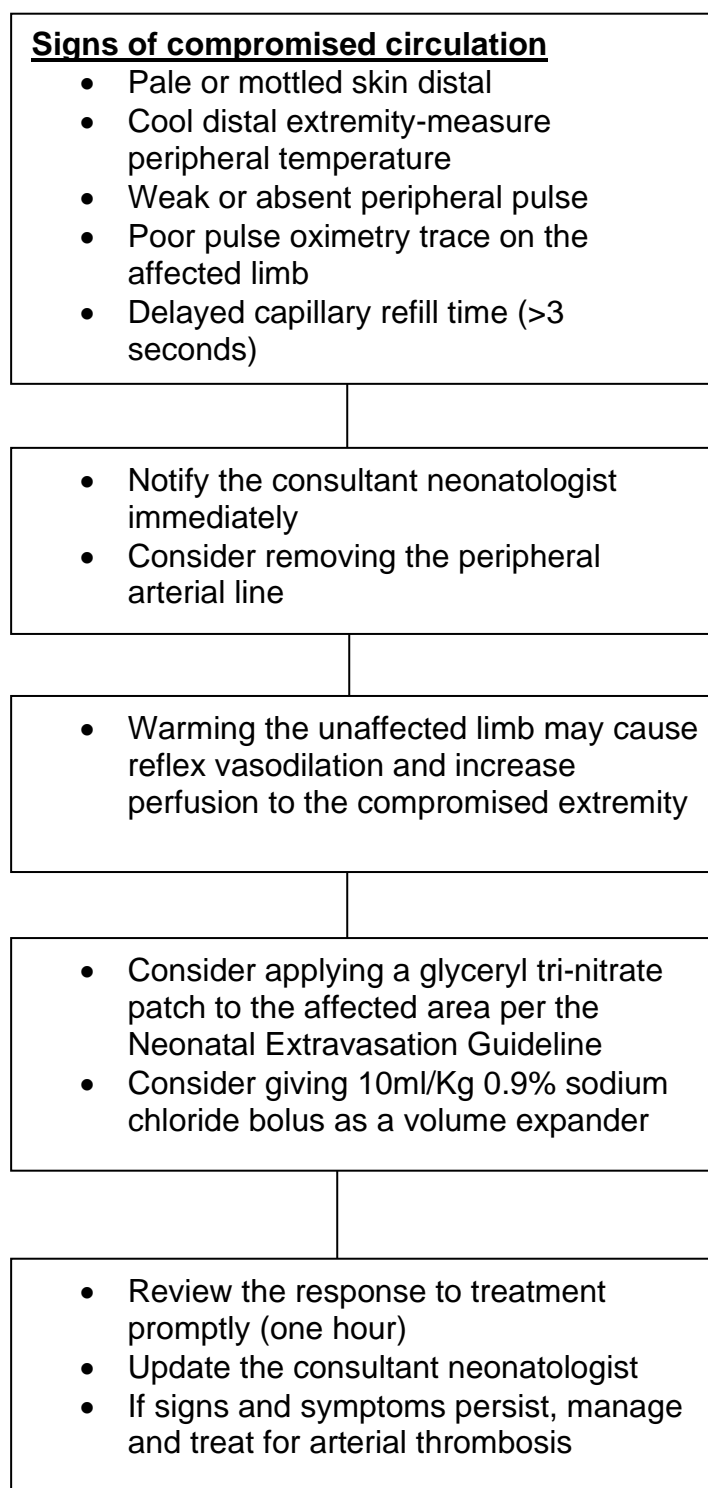 Signs of compromised circulation
• Pale or mottled skin distal
• Cool distal extremity-measure
peripheral temperature
• Weak or absent peripheral pulse
• Poor pulse oximetry trace on the
affected limb
• Delayed capillary refill time (>3
seconds)
• Notify the consultant neonatologist
immediately
• Consider removing the peripheral
arterial line
• Warming the unaffected limb may cause
reflex vasodilation and increase
perfusion to the compromised extremity
• Consider applying a glyceryl tri-nitrate
patch to the affected area per the
Neonatal Extravasation Guideline
• Consider giving 10ml/Kg 0.9% sodium
chloride bolus as a volume expander
• Review the response to treatment
promptly (one hour)
• Update the consultant neonatologist
• If signs and symptoms persist, manage
and treat for arterial thrombosis